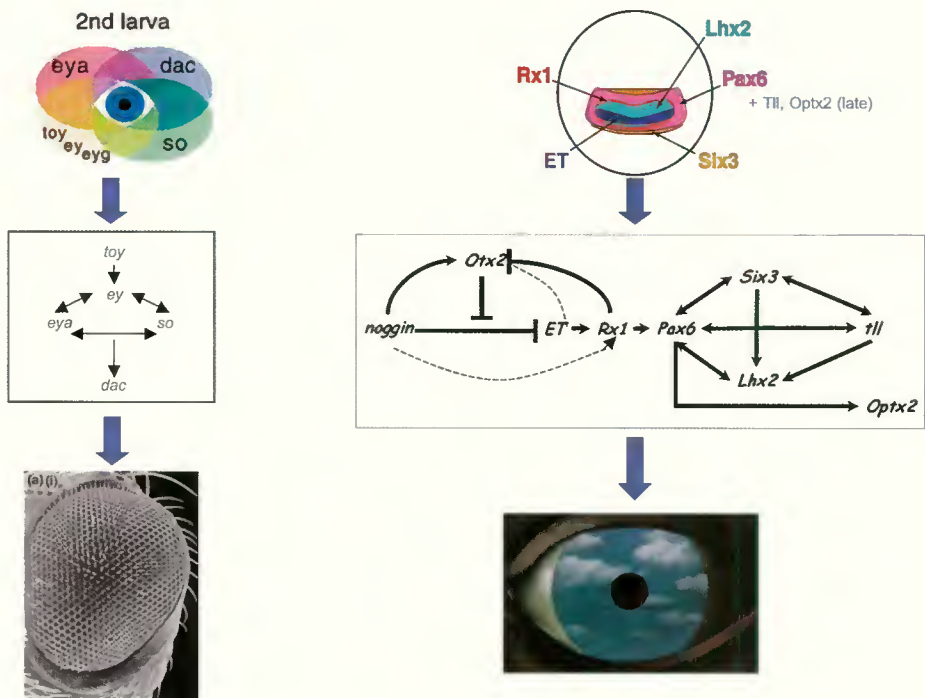 2nd larva
eya
dac
toy
ey
eyg
so
toy
ey
eya
so
dac
(a) (i)
Lhx2
Rx1
Pax6
+ Tll, Optx2 (late)
ET
Six3
Otx2
Six3
noggin
ET
Rx1
Pax6
tll
Lhx2
Optx2